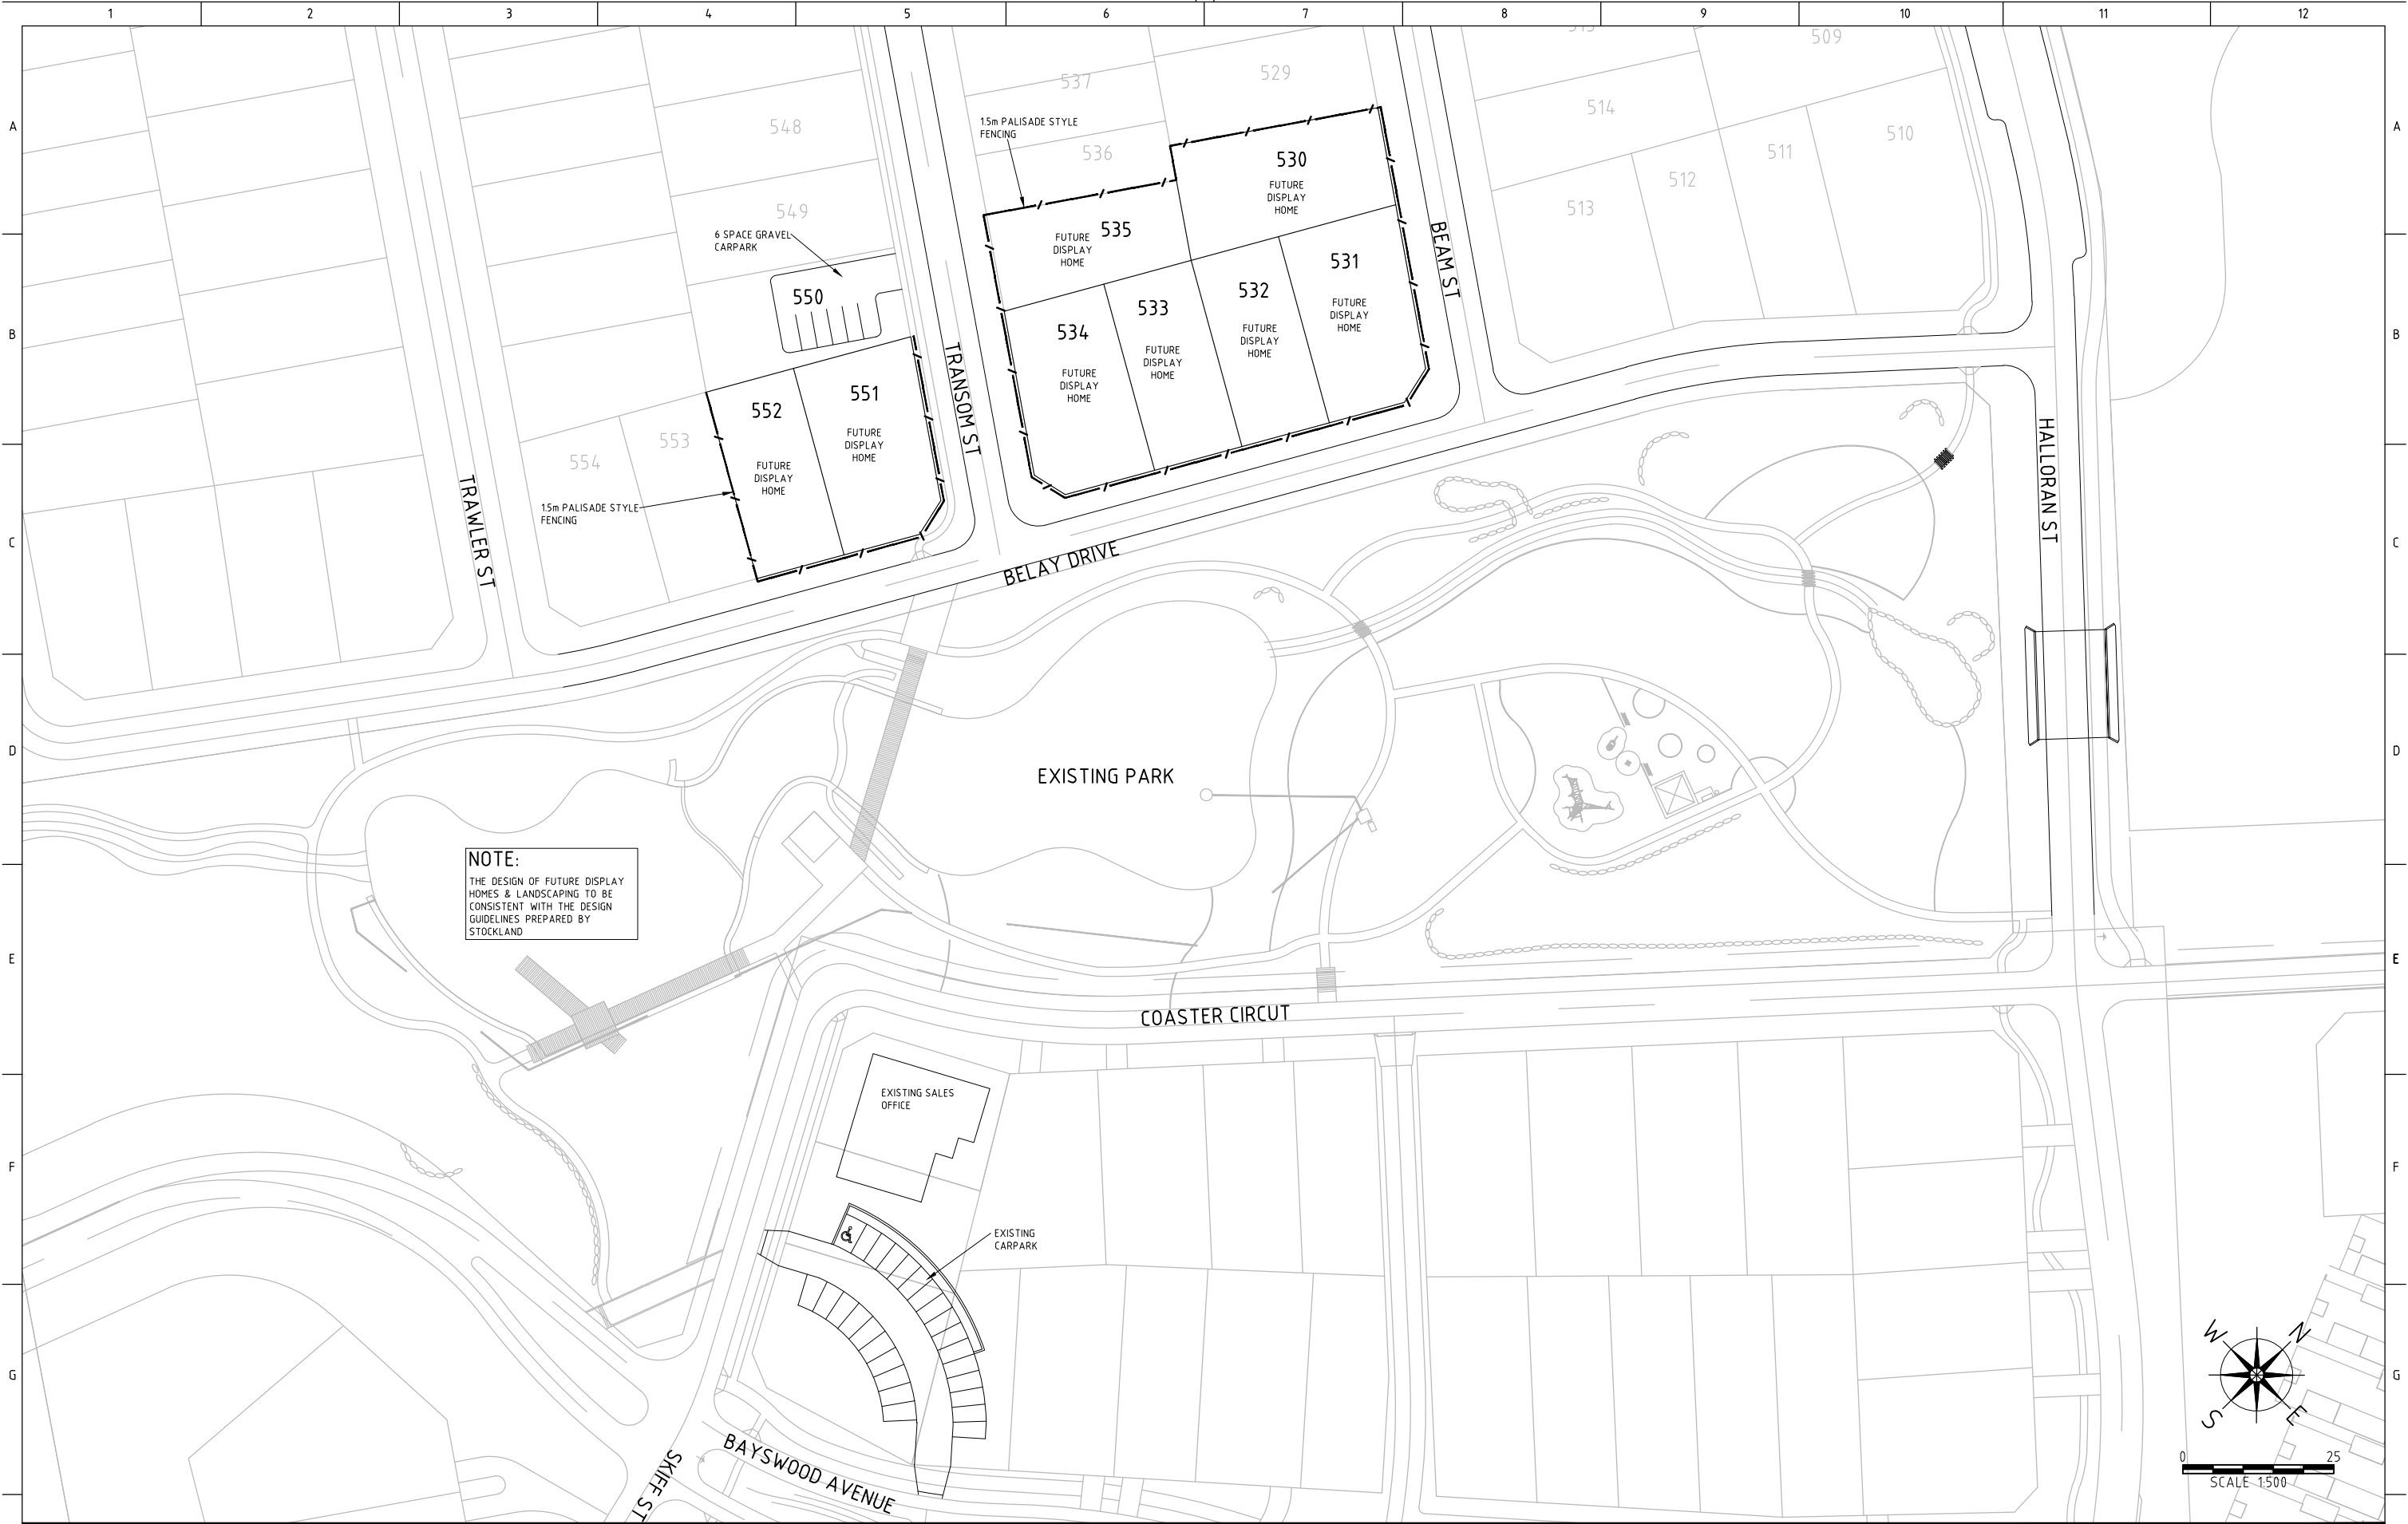 1 2 3 4 5 6 7 8 9 10 11 12
A A
B B
C C
D D
E E
F F
G G
537
529
509
548
549
1.5m PALISADE STYLE
FENCING
536
530
FUTURE
DISPLAY
HOME
514
510
511
512
513
6 SPACE GRAVEL
CARPARK
550
535
FUTURE
DISPLAY
HOME
531
FUTURE
DISPLAY
HOME
532
FUTURE
DISPLAY
HOME
533
FUTURE
DISPLAY
HOME
534
FUTURE
DISPLAY
HOME
BEAM ST
TRANSOM ST
552
FUTURE
DISPLAY
HOME
551
FUTURE
DISPLAY
HOME
553
554
1.5m PALISADE STYLE
FENCING
TRAWLER ST
HALLORAN ST
BELAY DRIVE
EXISTING PARK
NOTE:
THE DESIGN OF FUTURE DISPLAY
HOMES & LANDSCAPING TO BE
CONSISTENT WITH THE DESIGN
GUIDELINES PREPARED BY
STOCKLAND
COASTER CIRCUT
EXISTING SALES
OFFICE
EXISTING
CARPARK
BAYSWOOD AVENUE
SKIFF ST
W N
S E
0 25
SCALE 1:500